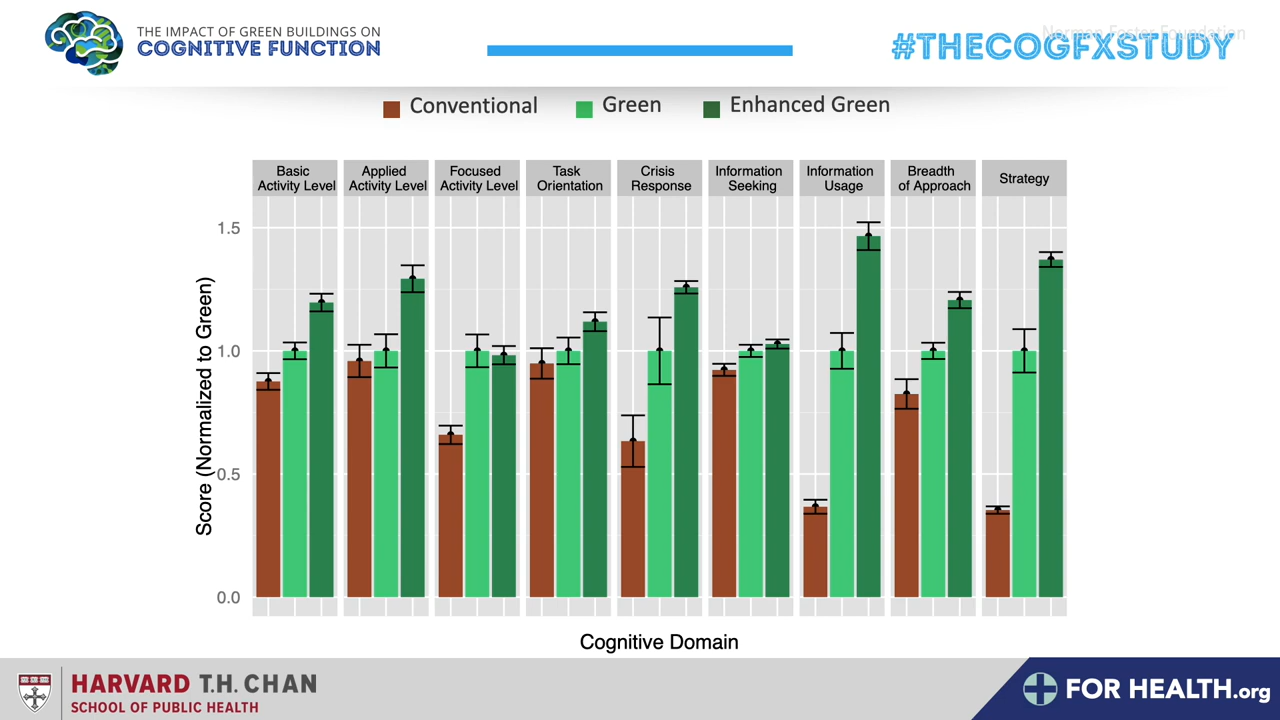 THE IMPACT OF GREEN BUILDINGS ON
COGNITIVE FUNCTION
#THECOGFXSTUDY
Norman Foster Foundation
Conventional
Green
Enhanced Green
Basic
Activity Level
Applied
Activity Level
Focused
Activity Level
Task
Orientation
Crisis
Response
Information
Seeking
Information
Usage
Breadth
of Approach
Strategy
Score (Normalized to Green)
1.5
1.0
0.5
0.0
Cognitive Domain
HARVARD T.H. CHAN
SCHOOL OF PUBLIC HEALTH
FOR HEALTH.org